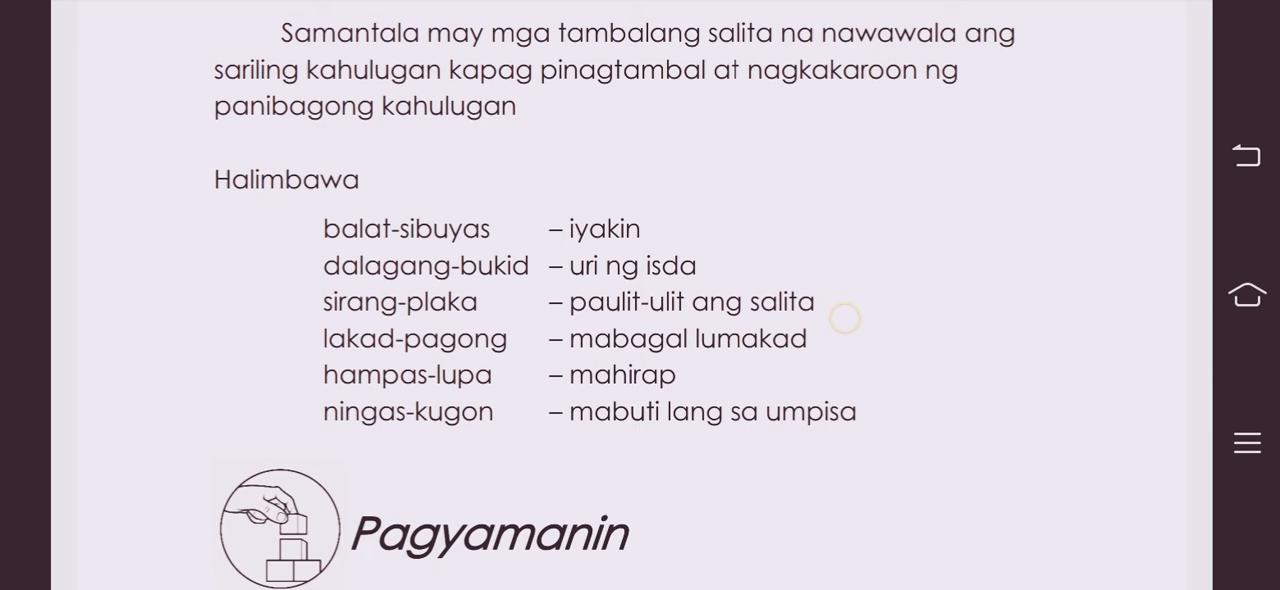 Samantala may mga tambalang salita na nawawala ang
sariling kahulugan kapag pinagtambal at nagkakaroon ng
panibagong kahulugan
Halimbawa
balat-sibuyas – iyakin
dalagang-bukid – uri ng isda
sirang-plaka – paulit-ulit ang salita
lakad-pagong – mabagal lumakad
hampas-lupa – mahirap
ningas-kugon – mabuti lang sa umpisa
Pagyamanin